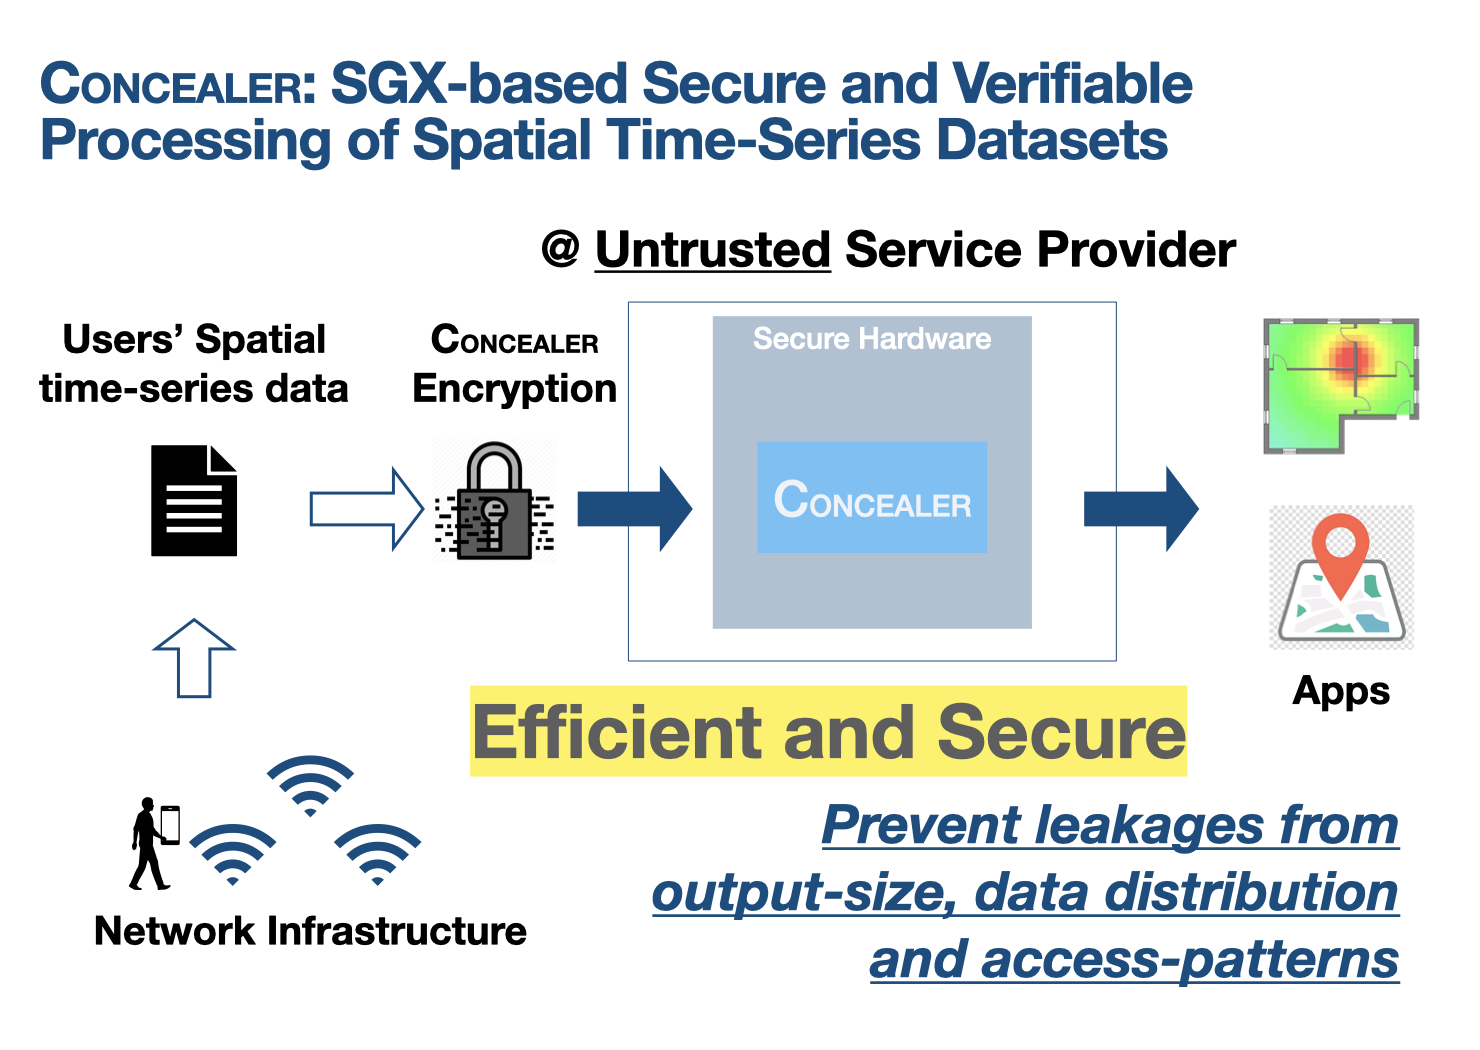 CONCEALER: SGX-based Secure and Verifiable
Processing of Spatial Time-Series Datasets
@ Untrusted Service Provider
Users’ Spatial
time-series data
CONCEALER
Encryption
Secure Hardware
CONCEALER
Apps
Efficient and Secure
Network Infrastructure
Prevent leakages from
output-size, data distribution
and access-patterns